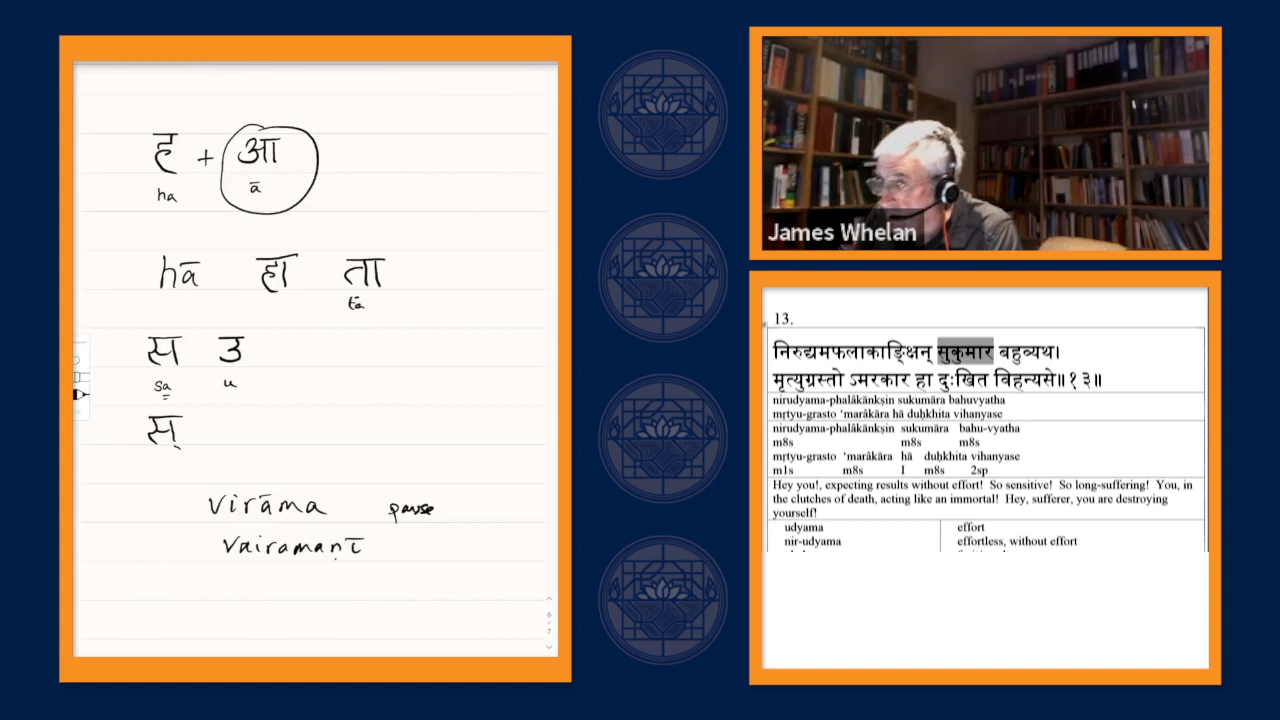 ह + आ
ha ā
hā हा ता
tā
स उ
sa u
स्
virāma pause
vairamaṇī
6
7
James Whelan
13.
निरुद्यमफलाकाङ्क्षिन् सुकुमार बहुव्यथ।
मृत्युग्रस्तो ऽमरकार हा दुःखित विहन्यसे॥१३॥
nirudyama-phalâkānkṣin sukumāra bahuvyatha
mṛtyu-grasto ‘marâkāra hā duḥkhita vihanyase
nirudyama-phalâkānkṣin sukumāra bahu-vyatha
m8s m8s m8s
mṛtyu-grasto ‘marâkāra hā duḥkhita vihanyase
m1s m8s I m8s 2sp
Hey you!, expecting results without effort! So sensitive! So long-suffering! You, in
the clutches of death, acting like an immortal! Hey, sufferer, you are destroying
yourself!
udyama effort
nir-udyama effortless, without effort